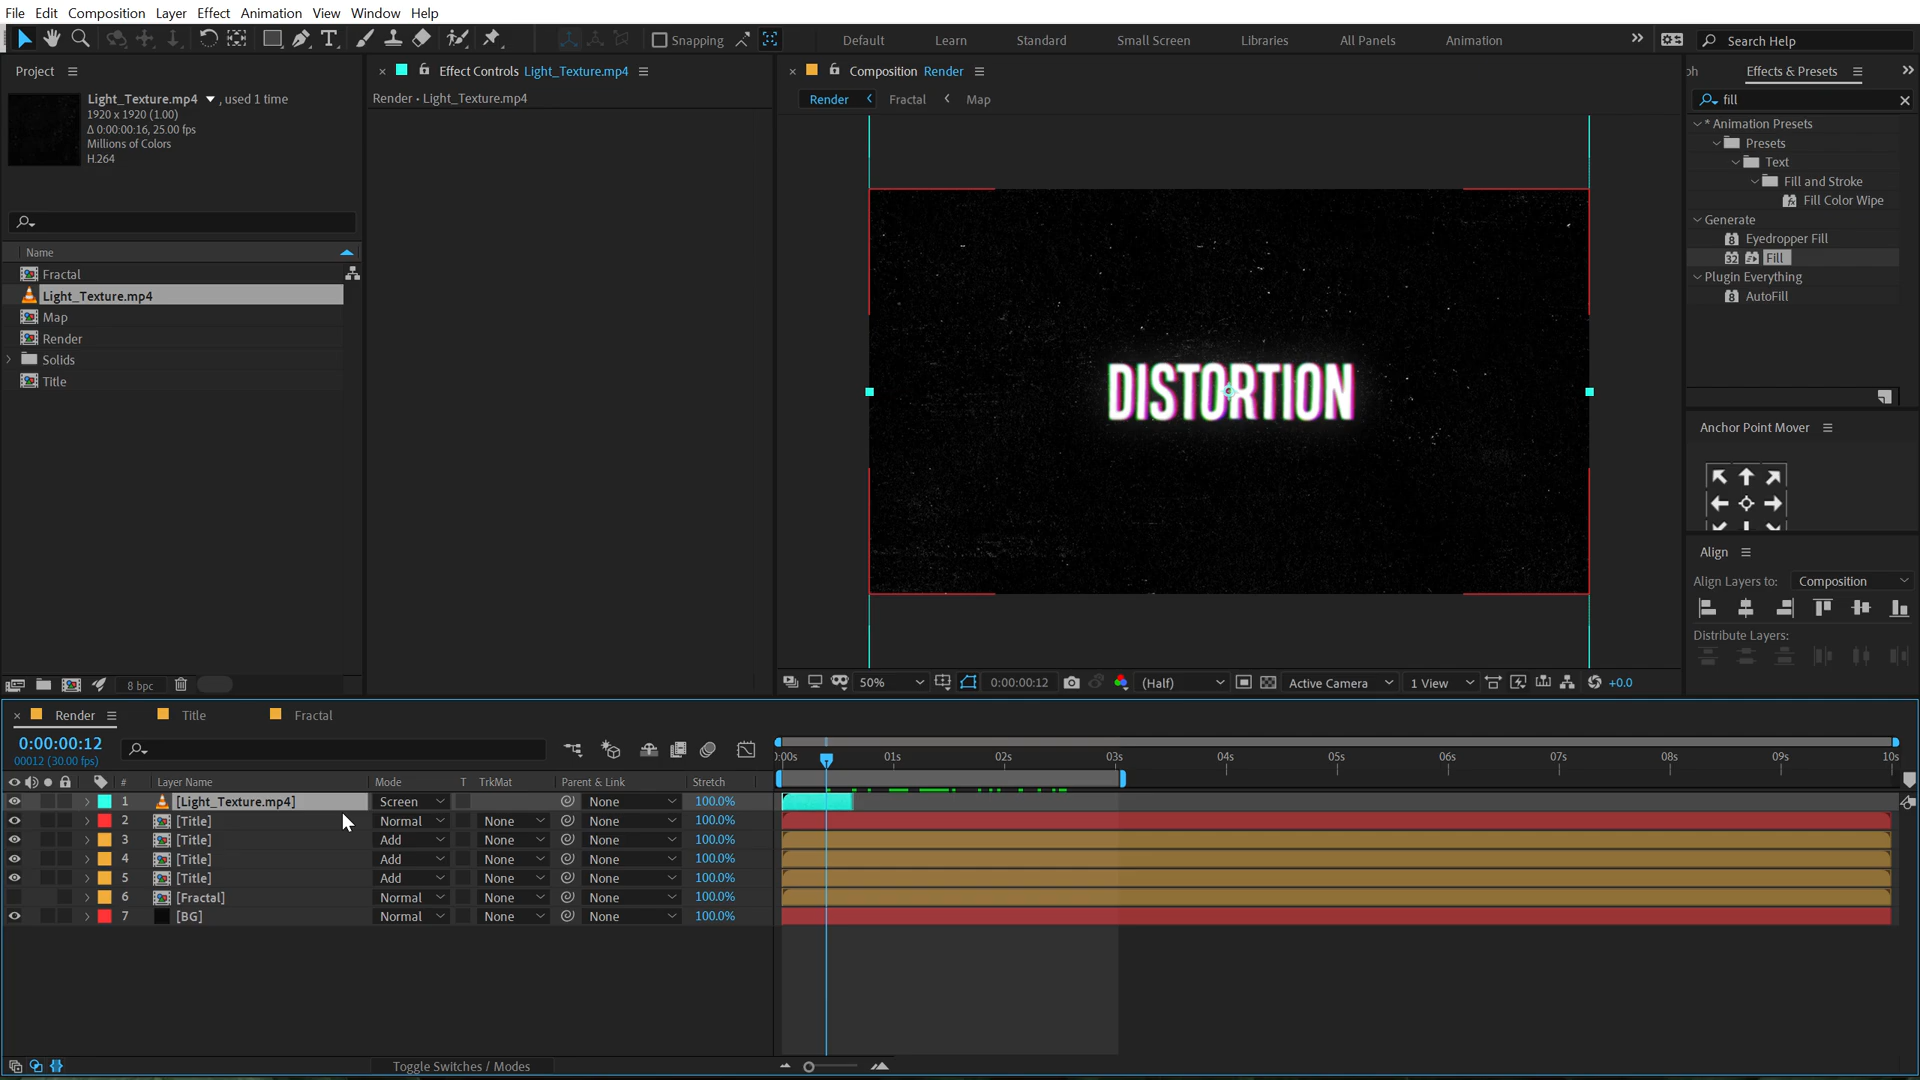 File Edit Composition Layer Effect Animation View Window Help
Snapping Default Learn Standard Small Screen Libraries All Panels Animation Search Help
Project
Light_Texture.mp4 , used 1 time
1920 x 1920 (1.00)
Δ 0:00:00:16, 25.00 fps
Millions of Colors
H.264
Name
Fractal
Light_Texture.mp4
Map
Render
Solids
Title
8 bpc
Effect Controls Light_Texture.mp4
Render • Light_Texture.mp4
Composition Render
Render Fractal Map
DISTORTION
50% 0:00:00:12 (Half) Active Camera 1 View +0.0
Effects & Presets
fill
* Animation Presets
Presets
Text
Fill and Stroke
Fill Color Wipe
Generate
Eyedropper Fill
Fill
Plugin Everything
AutoFill
Anchor Point Mover
Align
Align Layers to: Composition
Distribute Layers:
Render Title Fractal
0:00:00:12
00012 (30.00 fps)
:00s 01s 02s 03s 04s 05s 06s 07s 08s 09s 10s
# Layer Name Mode T TrkMat Parent & Link Stretch
1 [Light_Texture.mp4] Screen None 100.0%
2 [Title] Normal None None 100.0%
3 [Title] Add None None 100.0%
4 [Title] Add None None 100.0%
5 [Title] Add None None 100.0%
6 [Fractal] Normal None None 100.0%
7 [BG] Normal None None 100.0%
Toggle Switches / Modes